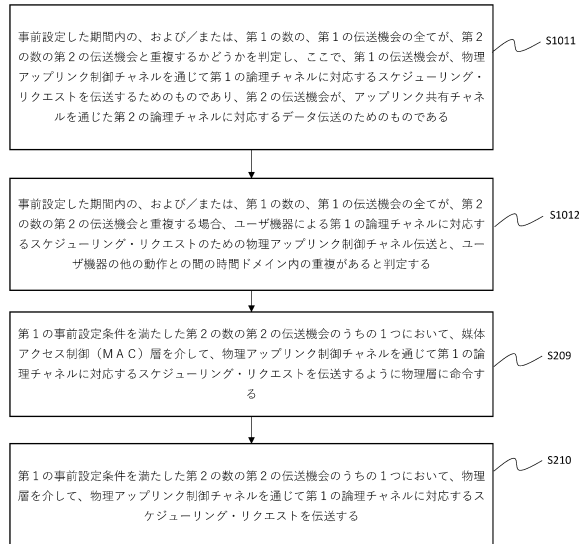 事前設定した期間内の、および／または、第１の数の、第１の伝送機会の全てが、第２
の数の第２の伝送機会と重複するかどうかを判定し、ここで、第１の伝送機会が、物理
アップリンク制御チャネルを通じて第１の論理チャネルに対応するスケジューリング・
リクエストを伝送するためのものであり、第２の伝送機会が、アップリンク共有チャネ
ルを通じた第２の論理チャネルに対応するデータ伝送のためのものである
S1011
事前設定した期間内の、および／または、第１の数の、第１の伝送機会の全てが、第２
の数の第２の伝送機会と重複する場合、ユーザ機器による第１の論理チャネルに対応す
るスケジューリング・リクエストのための物理アップリンク制御チャネル伝送と、ユー
ザ機器の他の動作との間の時間ドメイン内の重複があると判定する
S1012
第１の事前設定条件を満たした第２の数の第２の伝送機会のうちの１つにおいて、媒体
アクセス制御（ＭＡＣ）層を介して、物理アップリンク制御チャネルを通じて第１の論
理チャネルに対応するスケジューリング・リクエストを伝送するように物理層に命令す
る
S209
第１の事前設定条件を満たした第２の数の第２の伝送機会のうちの１つにおいて、物理
層を介して、物理アップリンク制御チャネルを通じて第１の論理チャネルに対応するス
ケジューリング・リクエストを伝送する
S210